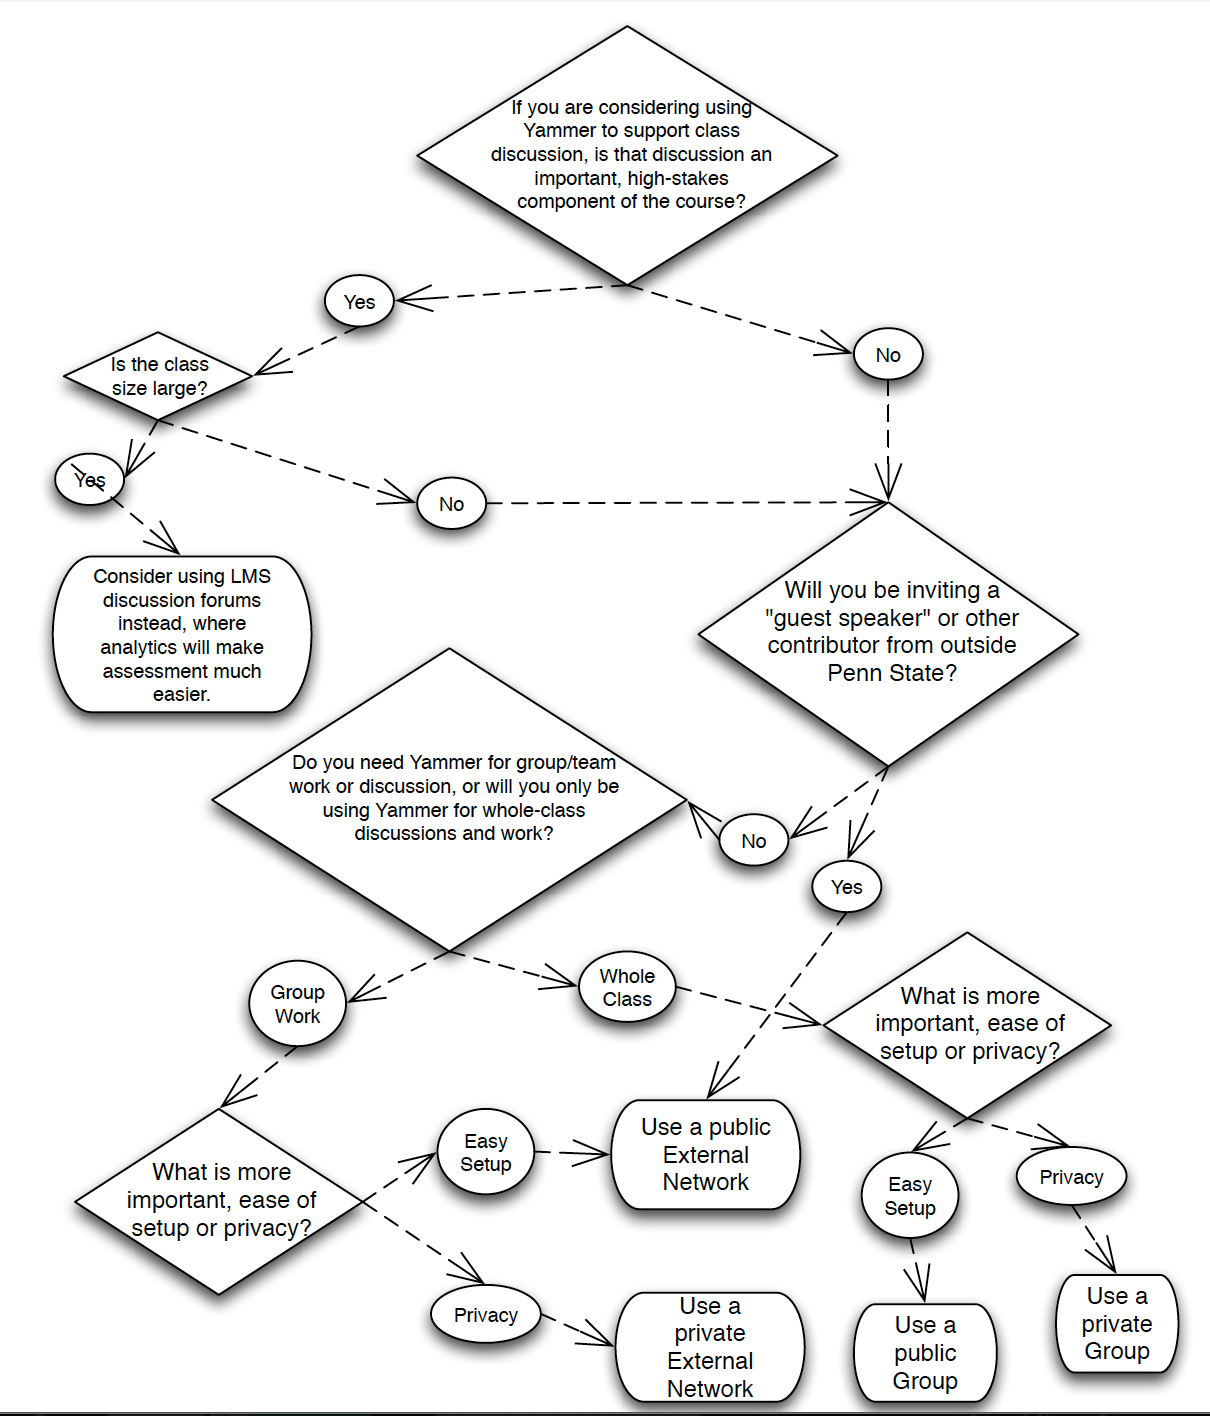 If you are considering using
Yammer to support class
discussion, is that discussion an
important, high-stakes
component of the course?
Yes
No
Is the class
size large?
Yes
No
Consider using LMS
discussion forums
instead, where
analytics will make
assessment much
easier.
Will you be inviting a
"guest speaker" or other
contributor from outside
Penn State?
Do you need Yammer for group/team
work or discussion, or will you only be
using Yammer for whole-class
discussions and work?
No
Yes
Group
Work
Whole
Class
What is more
important, ease of
setup or privacy?
What is more
important, ease of
setup or privacy?
Easy
Setup
Use a public
External
Network
Easy
Setup
Privacy
Privacy
Use a
private
External
Network
Use a
public
Group
Use a
private
Group